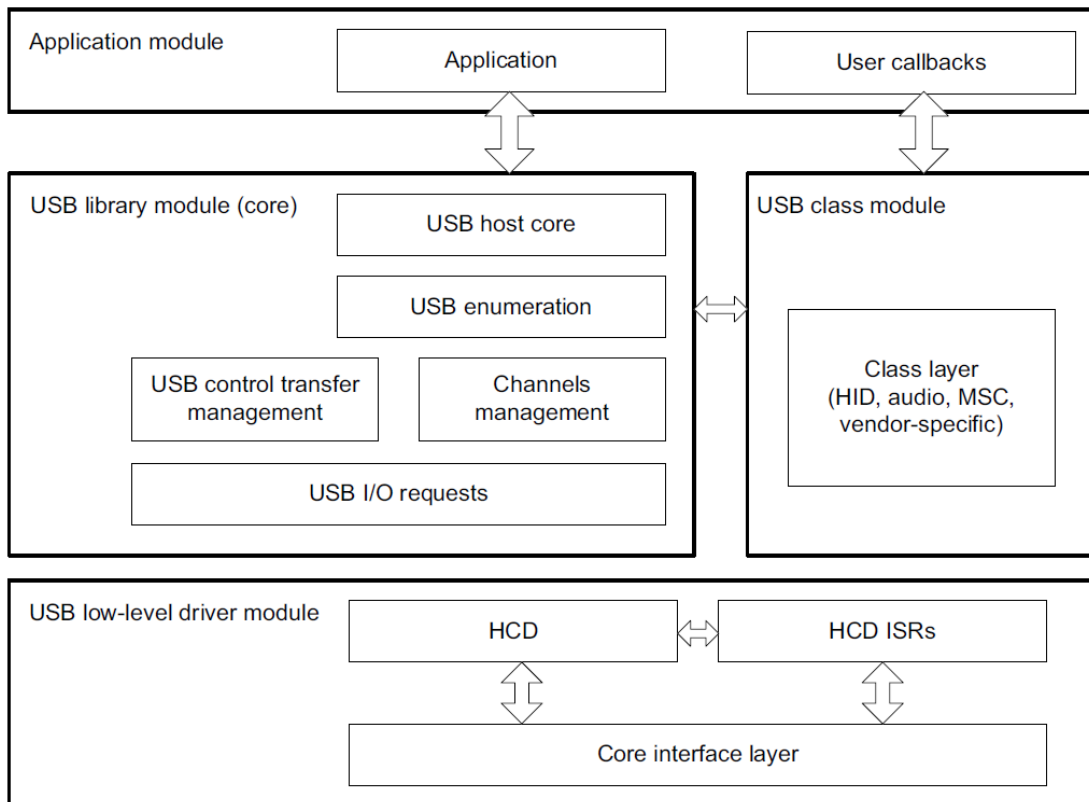 Application module
Application
User callbacks
USB library module (core)
USB host core
USB enumeration
USB control transfer
management
Channels
management
USB I/O requests
USB class module
Class layer
(HID, audio, MSC,
vendor-specific)
USB low-level driver module
HCD
HCD ISRs
Core interface layer